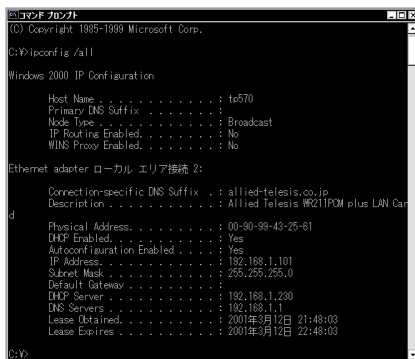 コマンド プロンプト
(C) Copyright 1985-1999 Microsoft Corp.
C:¥>ipconfig /all
Windows 2000 IP Configuration
Host Name . . . . . . . . . . . . : tp570
Primary DNS Suffix . . . . . . . :
Node Type . . . . . . . . . . . . : Broadcast
IP Routing Enabled. . . . . . . . : No
WINS Proxy Enabled. . . . . . . . : No
Ethernet adapter ローカル エリア接続 2:
Connection-specific DNS Suffix . : allied-telesis.co.jp
Description . . . . . . . . . . . : Allied Telesis WR211PCM plus LAN Car
d
Physical Address. . . . . . . . . : 00-90-99-43-25-61
DHCP Enabled. . . . . . . . . . . : Yes
Autoconfiguration Enabled . . . . : Yes
IP Address. . . . . . . . . . . . : 192.168.1.101
Subnet Mask . . . . . . . . . . . : 255.255.255.0
Default Gateway . . . . . . . . . :
DHCP Server . . . . . . . . . . . : 192.168.1.230
DNS Servers . . . . . . . . . . . : 192.168.1.1
Lease Obtained. . . . . . . . . . : 2001年3月12日 21:48:03
Lease Expires . . . . . . . . . . : 2001年3月12日 22:48:03
C:¥>